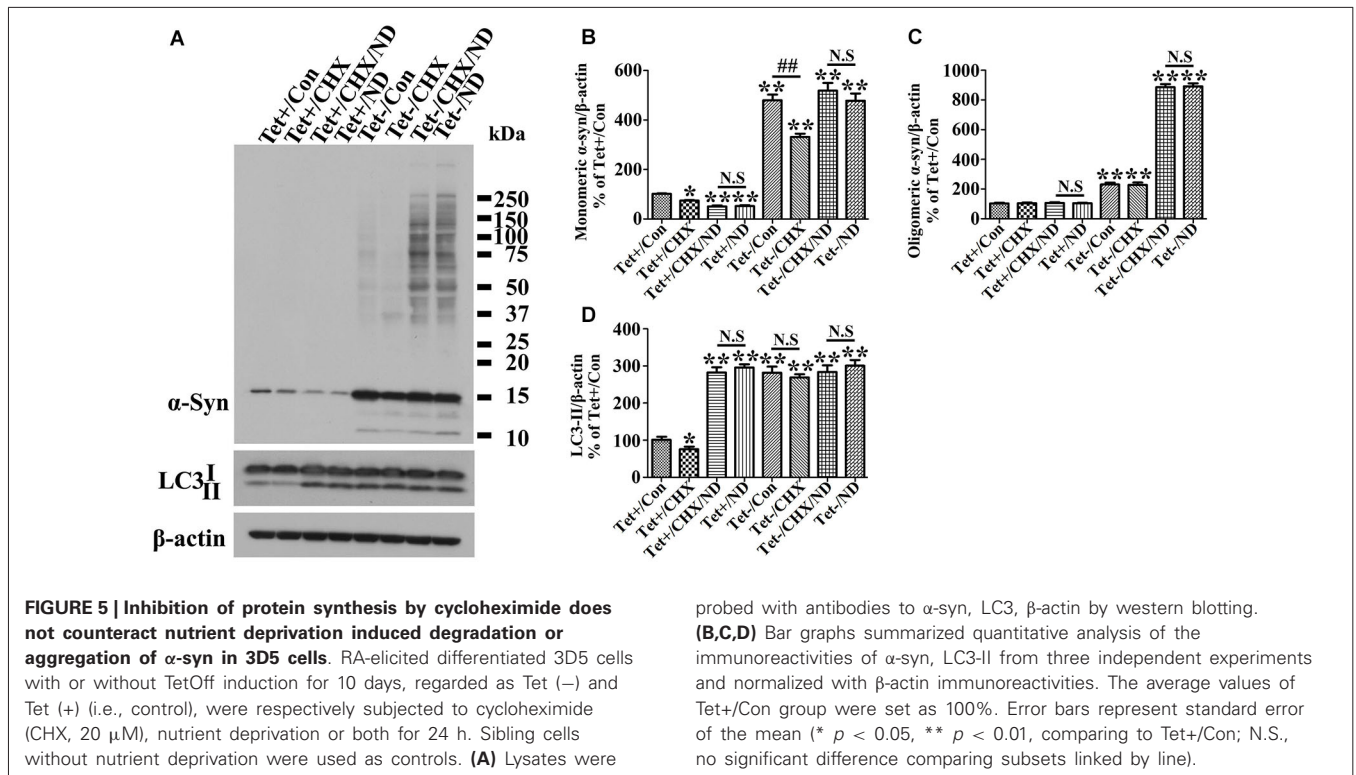 A
Tet+/Con
Tet+/CHX
Tet+/CHX/ND
Tet+/ND
Tet-/Con
Tet-/CHX
Tet-/CHX/ND
Tet-/ND
kDa
250
150
100
75
50
37
25
20
15
10
α-Syn
LC3 I
II
β-actin
B
Monomeric α-syn/β-actin
% of Tet+/Con
600
400
200
0
*
** **
N.S
**
##
**
**
N.S
**
Tet+/Con
Tet+/CHX
Tet+/CHX/ND
Tet+/ND
Tet-/Con
Tet-/CHX
Tet-/CHX/ND
Tet-/ND
C
Oligomeric α-syn/β-actin
% of Tet+/Con
1000
800
600
400
200
0
N.S
** **
N.S
** **
Tet+/Con
Tet+/CHX
Tet+/CHX/ND
Tet+/ND
Tet-/Con
Tet-/CHX
Tet-/CHX/ND
Tet-/ND
D
LC3-II/β-actin
% of Tet+/Con
400
300
200
100
0
*
N.S
** **
N.S
** **
N.S
** **
Tet+/Con
Tet+/CHX
Tet+/CHX/ND
Tet+/ND
Tet-/Con
Tet-/CHX
Tet-/CHX/ND
Tet-/ND
FIGURE 5 | Inhibition of protein synthesis by cycloheximide does
not counteract nutrient deprivation induced degradation or
aggregation of α-syn in 3D5 cells. RA-elicited differentiated 3D5 cells
with or without TetOff induction for 10 days, regarded as Tet (−) and
Tet (+) (i.e., control), were respectively subjected to cycloheximide
(CHX, 20 μM), nutrient deprivation or both for 24 h. Sibling cells
without nutrient deprivation were used as controls. (A) Lysates were
probed with antibodies to α-syn, LC3, β-actin by western blotting.
(B,C,D) Bar graphs summarized quantitative analysis of the
immunoreactivities of α-syn, LC3-II from three independent experiments
and normalized with β-actin immunoreactivities. The average values of
Tet+/Con group were set as 100%. Error bars represent standard error
of the mean (* p < 0.05, ** p < 0.01, comparing to Tet+/Con; N.S.,
no significant difference comparing subsets linked by line).